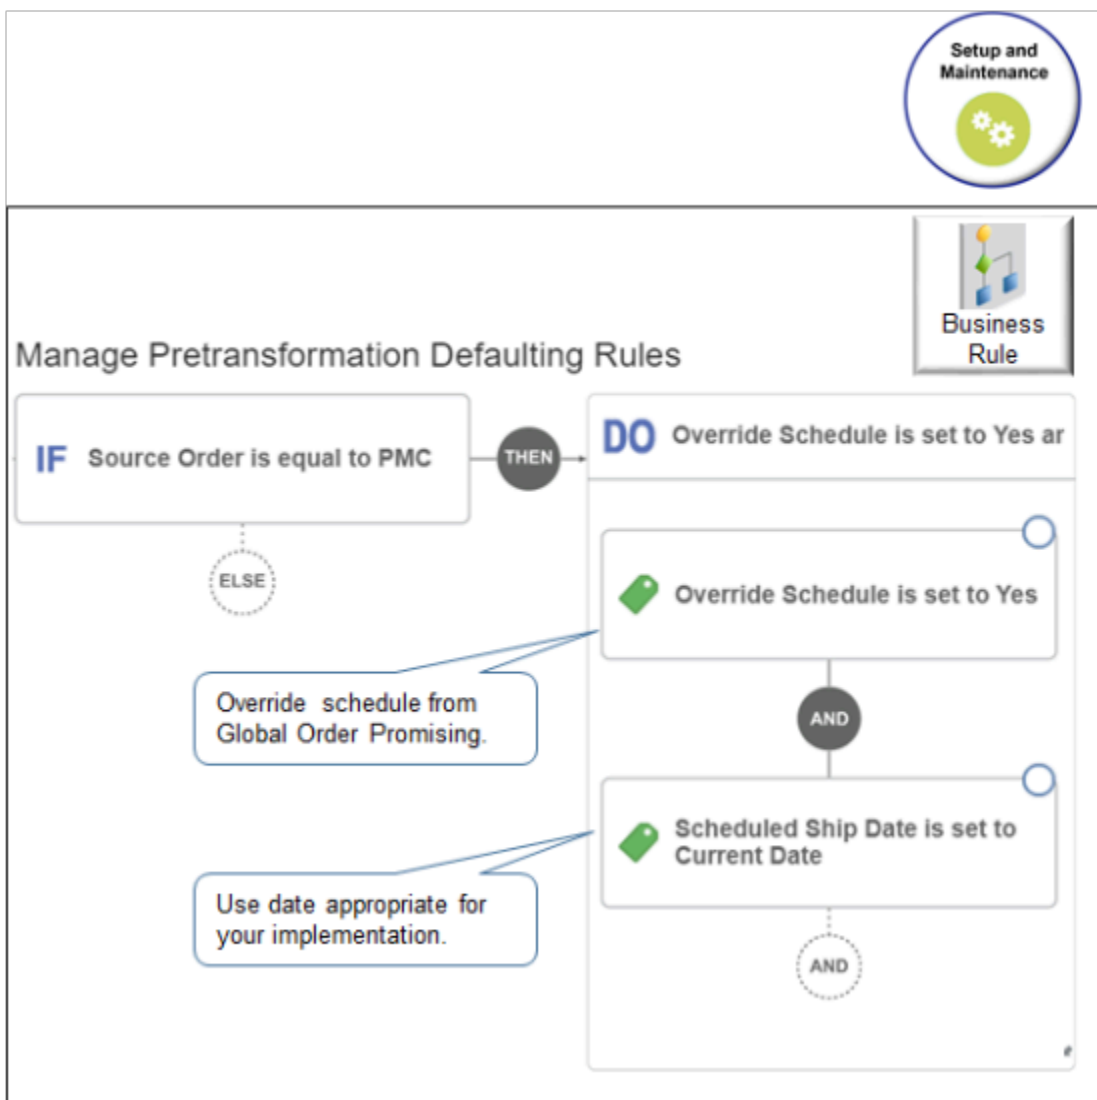 Setup and
Maintenance
Business
Rule
Manage Pretransformation Defaulting Rules
IF Source Order is equal to PMC
THEN
DO Override Schedule is set to Yes ar
ELSE
Override Schedule is set to Yes
Override schedule from
Global Order Promising.
AND
Scheduled Ship Date is set to
Current Date
Use date appropriate for
your implementation.
AND